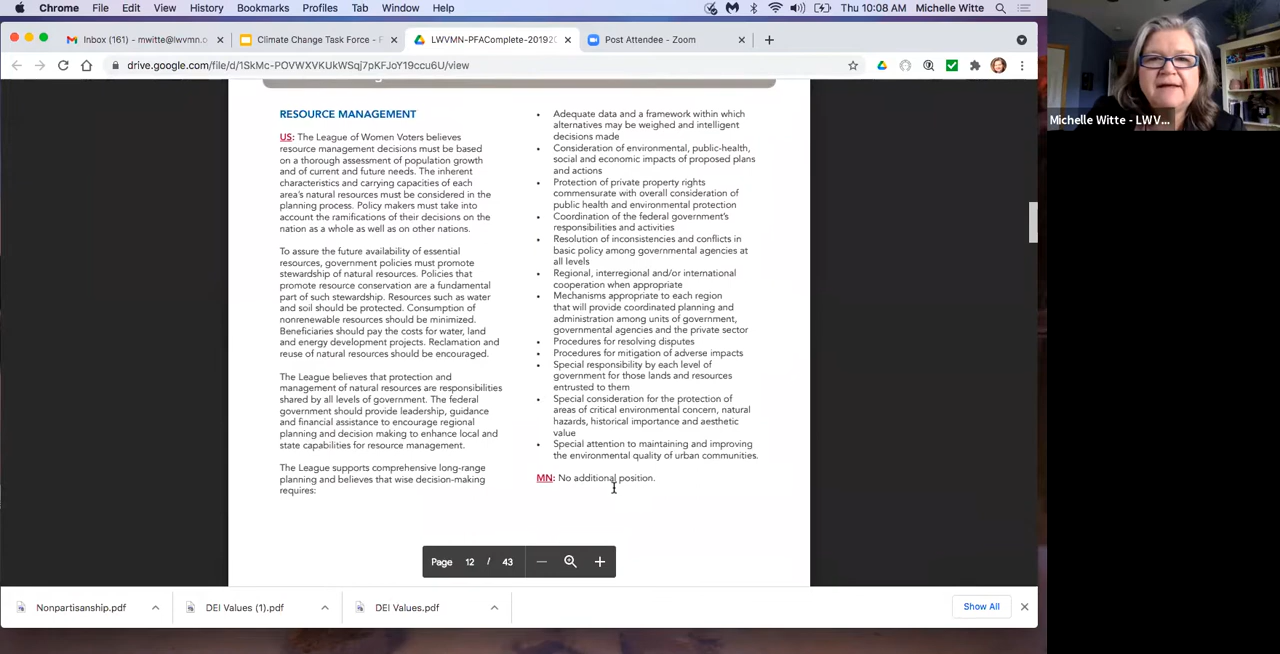 Chrome File Edit View History Bookmarks Profiles Tab Window Help Thu 10:08 AM Michelle Witte
Inbox (161) - mwitte@lwvmn.o
Climate Change Task Force - F
LWVMN-PFAComplete-20192
Post Attendee - Zoom
drive.google.com/file/d/1SkMc-POVWXVKUkWSqj7pKFJoY19ccu6U/view
RESOURCE MANAGEMENT
US: The League of Women Voters believes
resource management decisions must be based
on a thorough assessment of population growth
and of current and future needs. The inherent
characteristics and carrying capacities of each
area's natural resources must be considered in the
planning process. Policy makers must take into
account the ramifications of their decisions on the
nation as a whole as well as on other nations.
To assure the future availability of essential
resources, government policies must promote
stewardship of natural resources. Policies that
promote resource conservation are a fundamental
part of such stewardship. Resources such as water
and soil should be protected. Consumption of
nonrenewable resources should be minimized.
Beneficiaries should pay the costs for water, land
and energy development projects. Reclamation and
reuse of natural resources should be encouraged.
The League believes that protection and
management of natural resources are responsibilities
shared by all levels of government. The federal
government should provide leadership, guidance
and financial assistance to encourage regional
planning and decision making to enhance local and
state capabilities for resource management.
The League supports comprehensive long-range
planning and believes that wise decision-making
requires:
• Adequate data and a framework within which
alternatives may be weighed and intelligent
decisions made
• Consideration of environmental, public-health,
social and economic impacts of proposed plans
and actions
• Protection of private property rights
commensurate with overall consideration of
public health and environmental protection
• Coordination of the federal government's
responsibilities and activities
• Resolution of inconsistencies and conflicts in
basic policy among governmental agencies at
all levels
• Regional, interregional and/or international
cooperation when appropriate
• Mechanisms appropriate to each region
that will provide coordinated planning and
administration among units of government,
governmental agencies and the private sector
• Procedures for resolving disputes
• Procedures for mitigation of adverse impacts
• Special responsibility by each level of
government for those lands and resources
entrusted to them
• Special consideration for the protection of
areas of critical environmental concern, natural
hazards, historical importance and aesthetic
value
• Special attention to maintaining and improving
the environmental quality of urban communities.
MN: No additional position.
Page 12 / 43
Nonpartisanship.pdf
DEI Values (1).pdf
DEI Values.pdf
Show All
Michelle Witte - LWV...